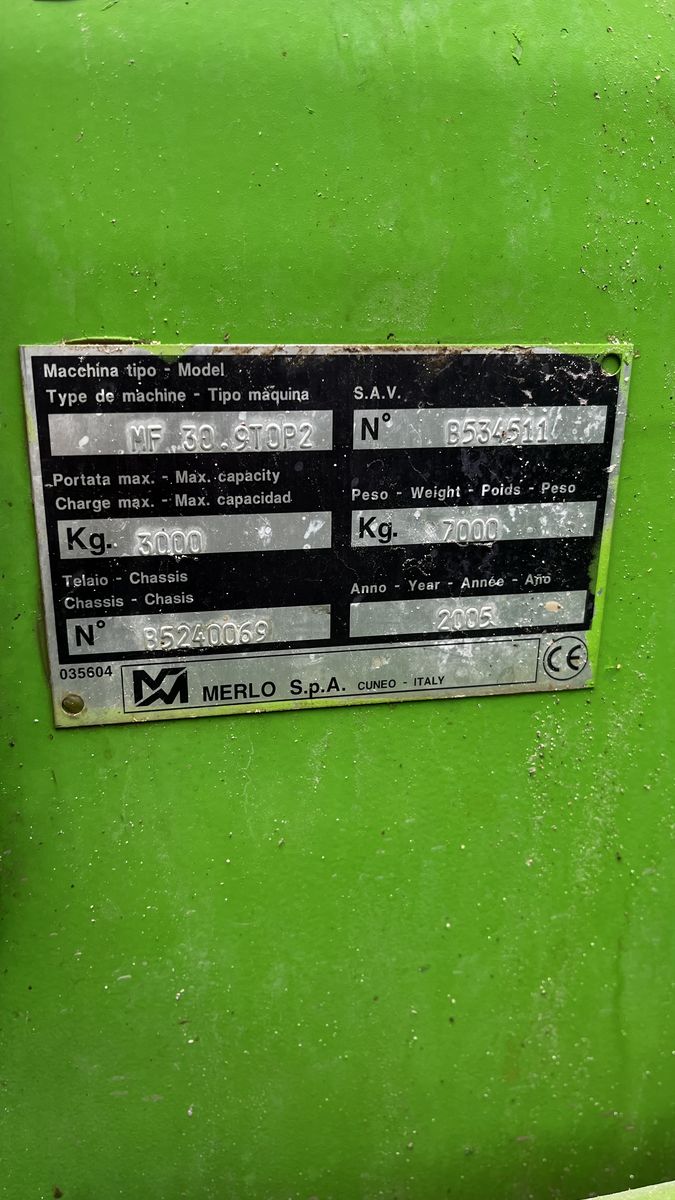 Macchina tipo - Model
Type de machine - Tipo máquina
MF 30.9TOP2
S.A.V.
N° B534511
Portata max. - Max. capacity
Charge max. - Max. capacidad
Kg. 3000
Peso - Weight - Poids - Peso
Kg. 7000
Telaio - Chassis
Chassis - Chasis
N° B5240069
Anno - Year - Année - Año
2005
035604
MERLO S.p.A. CUNEO - ITALY
CE